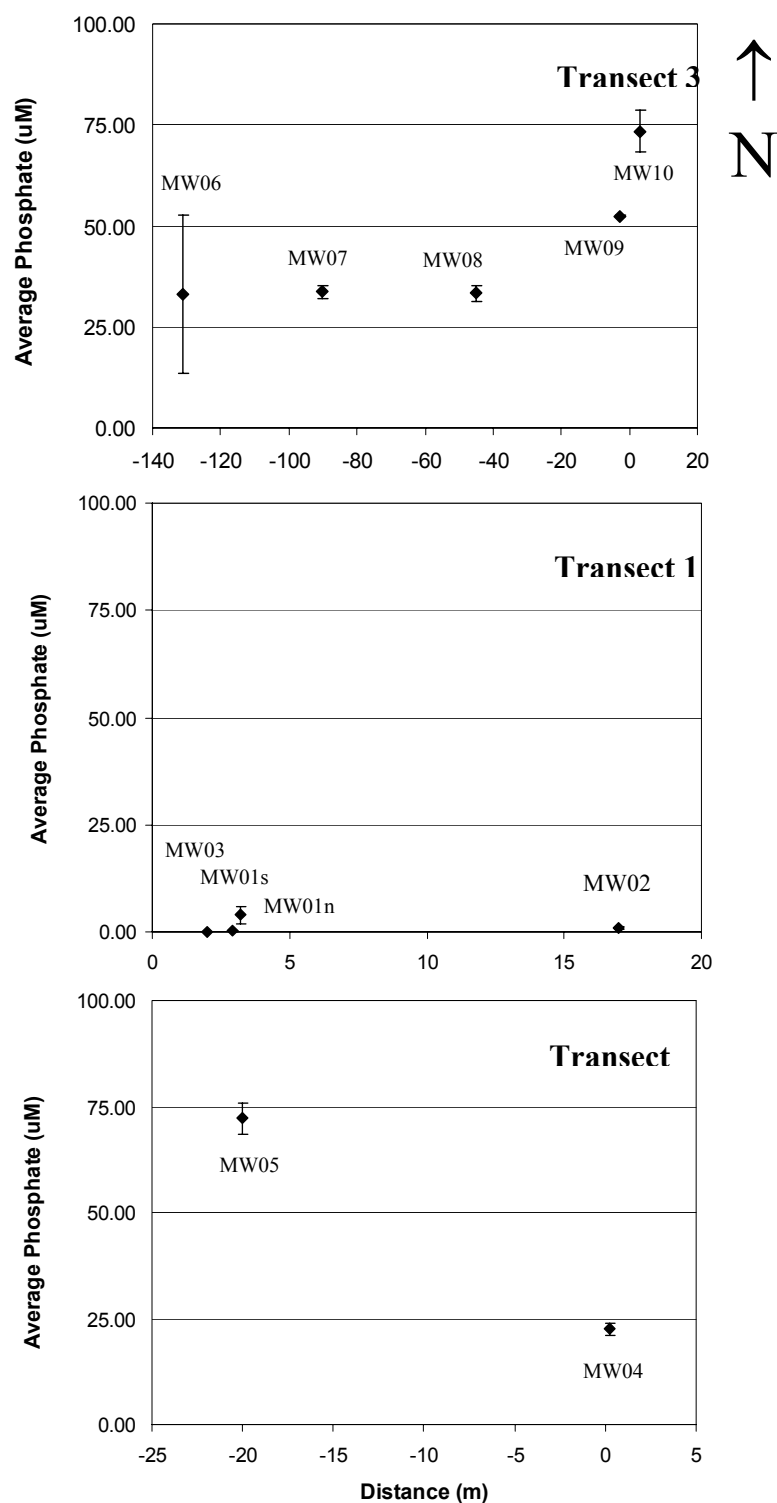 100.00
Transect 3
↑
N
75.00
MW10
MW06
50.00
MW09
MW07
MW08
25.00
0.00
-140 -120 -100 -80 -60 -40 -20 0 20
Average Phosphate (uM)
100.00
Transect 1
75.00
50.00
25.00
MW03
MW01s
MW01n
MW02
0.00
0 5 10 15 20
Average Phosphate (uM)
100.00
Transect
75.00
MW05
50.00
25.00
MW04
0.00
-25 -20 -15 -10 -5 0 5
Average Phosphate (uM)
Distance (m)